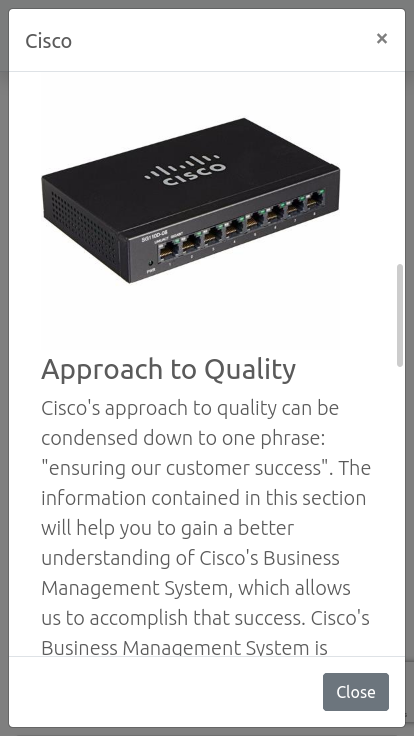 Cisco
×
CISCO
SG110D-08
Approach to Quality
Cisco's approach to quality can be
condensed down to one phrase:
"ensuring our customer success". The
information contained in this section
will help you to gain a better
understanding of Cisco's Business
Management System, which allows
us to accomplish that success. Cisco's
Business Management System is
Close